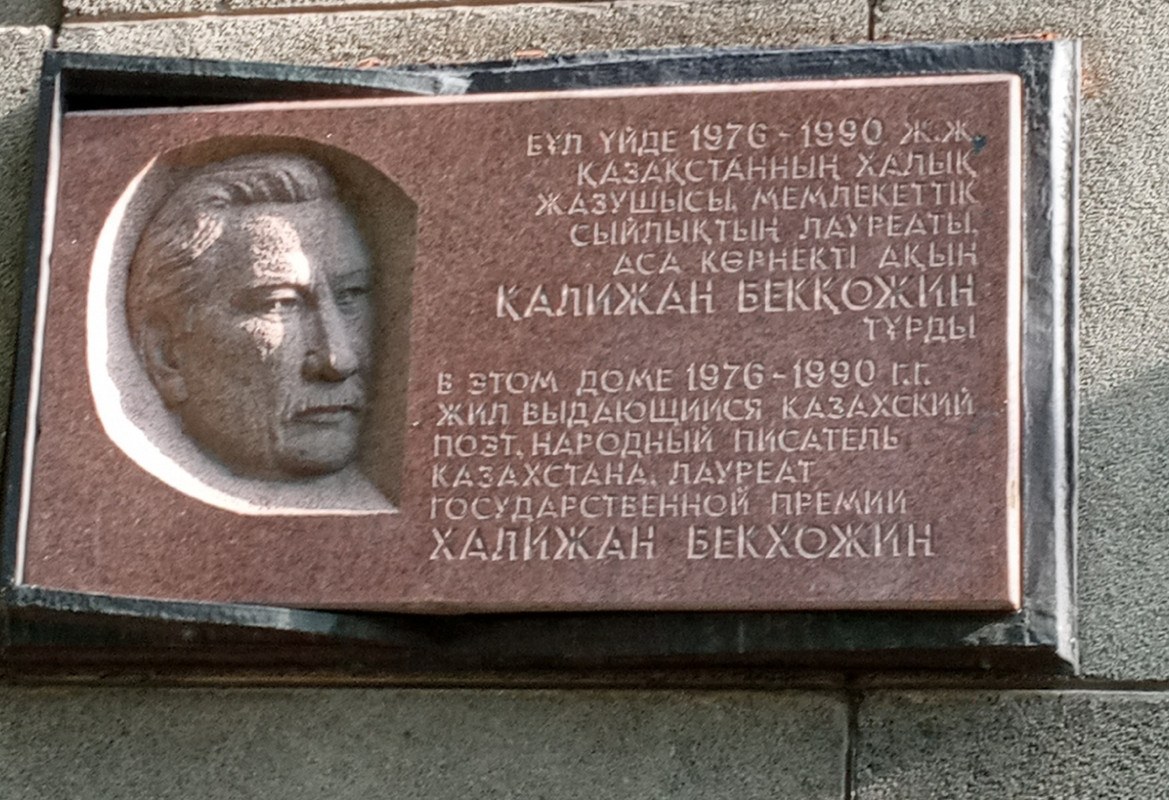 БҰЛ ҮЙДЕ 1976 - 1990 Ж.Ж.
ҚАЗАҚСТАННЫҢ ХАЛЫҚ
ЖАЗУШЫСЫ, МЕМЛЕКЕТТІК
СЫЙЛЫҚТЫҢ ЛАУРЕАТЫ,
АСА КӨРНЕКТІ АҚЫН
ҚАЛИЖАН БЕКҚОЖИН
ТҰРДЫ
В ЭТОМ ДОМЕ 1976-1990 Г.Г.
ЖИЛ ВЫДАЮЩИЙСЯ КАЗАХСКИЙ
ПОЭТ, НАРОДНЫЙ ПИСАТЕЛЬ
КАЗАХСТАНА, ЛАУРЕАТ
ГОСУДАРСТВЕННОЙ ПРЕМИИ
ХАЛИЖАН БЕКХОЖИН